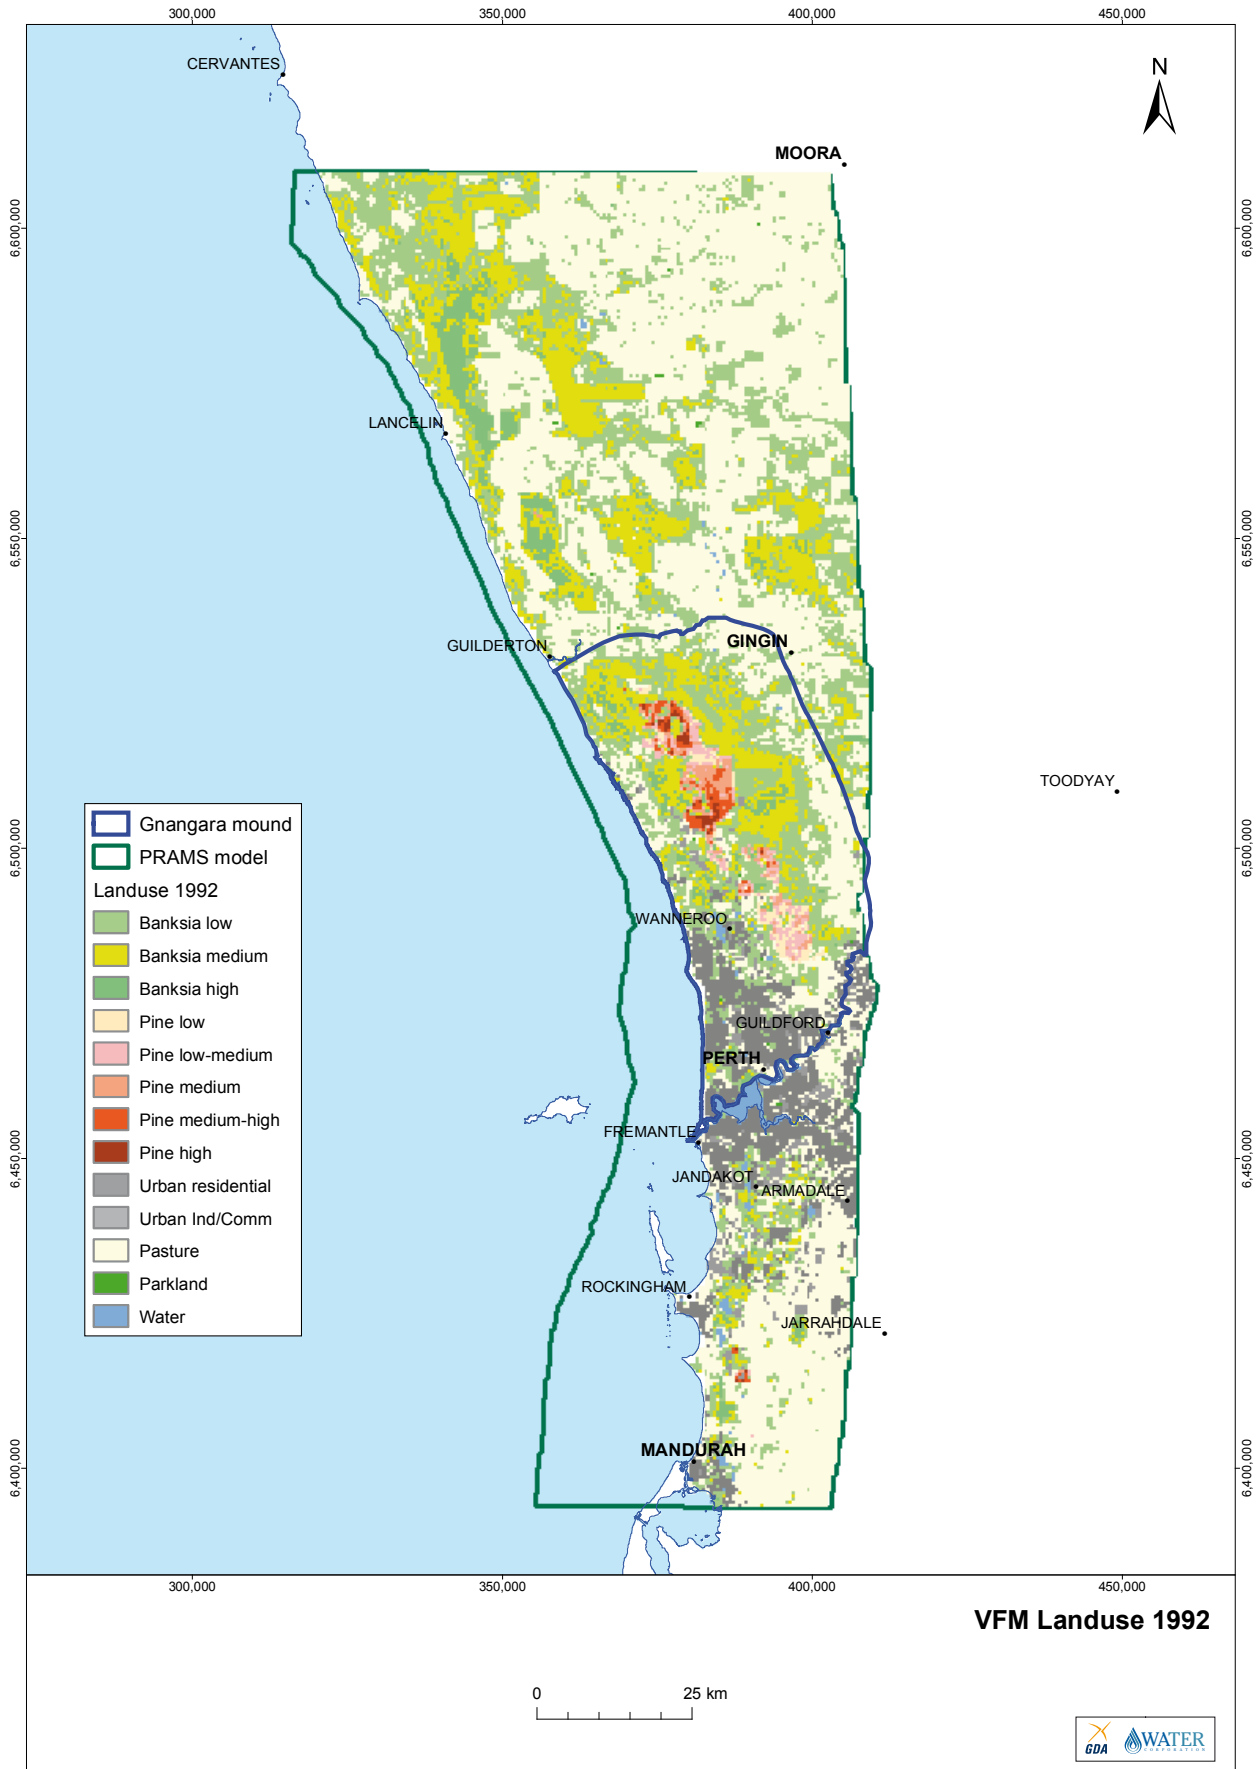 300,000
350,000
400,000
450,000
CERVANTES
N
MOORA
6,600,000
6,600,000
LANCELIN
6,550,000
6,550,000
GUILDERTON
GINGIN
TOODYAY
6,500,000
6,500,000
Gnangara mound
PRAMS model
Landuse 1992
Banksia low
Banksia medium
Banksia high
Pine low
Pine low-medium
Pine medium
Pine medium-high
Pine high
Urban residential
Urban Ind/Comm
Pasture
Parkland
Water
WANNEROO
GUILDFORD
PERTH
FREMANTLE
6,450,000
6,450,000
JANDAKOT
ARMADALE
ROCKINGHAM
JARRAHDALE
MANDURAH
6,400,000
6,400,000
300,000
350,000
400,000
450,000
VFM Landuse 1992
0
25 km
GDA
WATER
CORPORATION